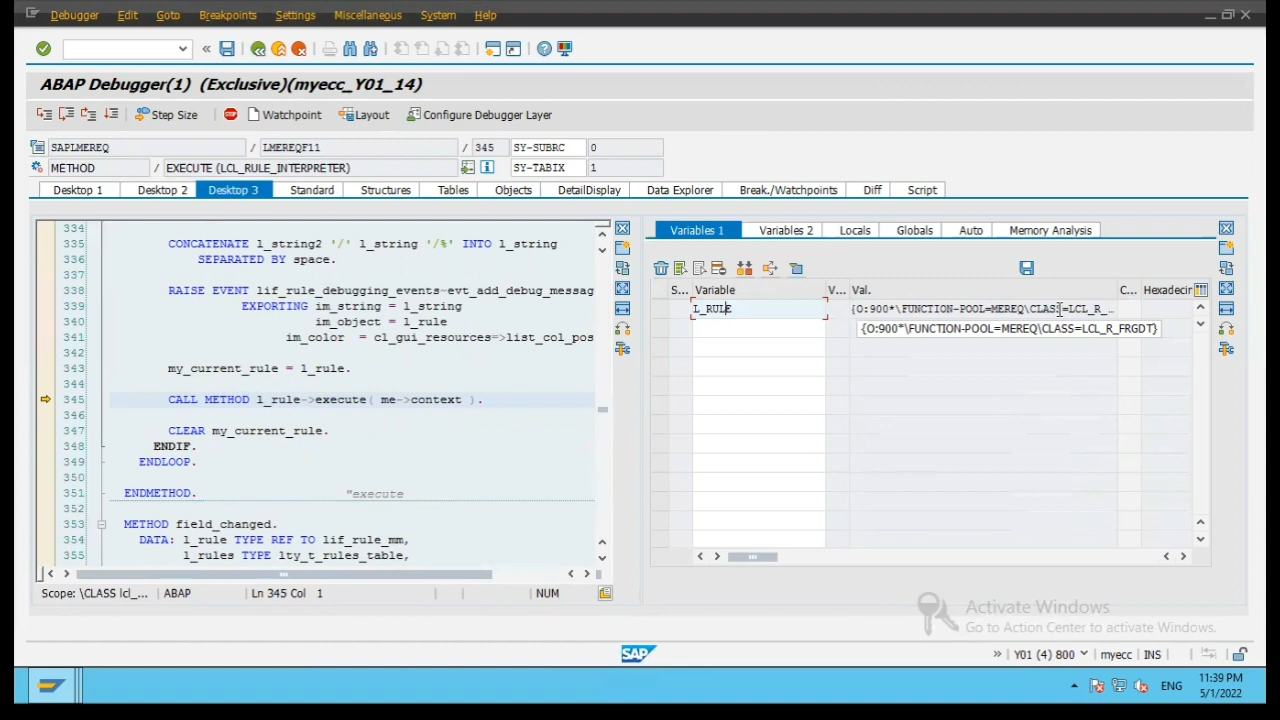 Debugger Edit Goto Breakpoints Settings Miscellaneous System Help
ABAP Debugger(1) (Exclusive)(myecc_Y01_14)
Step Size Watchpoint Layout Configure Debugger Layer
SAPLMEREQ / LMEREQF11 / 345 SY-SUBRC 0
METHOD / EXECUTE (LCL_RULE_INTERPRETER) SY-TABIX 1
Desktop 1 Desktop 2 Desktop 3 Standard Structures Tables Objects DetailDisplay Data Explorer Break./Watchpoints Diff Script
334
335 CONCATENATE l_string2 '/' l_string '/%' INTO l_string
336 SEPARATED BY space.
337
338 RAISE EVENT lif_rule_debugging_events~evt_add_debug_messag
339 EXPORTING im_string = l_string
340 im_object = l_rule
341 im_color = cl_gui_resources=>list_col_pos
342
343 my_current_rule = l_rule.
344
345 CALL METHOD l_rule->execute( me->context ).
346
347 CLEAR my_current_rule.
348 ENDIF.
349 ENDLOOP.
350
351 ENDMETHOD. "execute
352
353 METHOD field_changed.
354 DATA: l_rule TYPE REF TO lif_rule_mm,
355 l_rules TYPE lty_t_rules_table,
Scope: \CLASS lcl_... ABAP Ln 345 Col 1 NUM
Variables 1 Variables 2 Locals Globals Auto Memory Analysis
S... Variable V... Val. C... Hexadecir
L_RULE {O:900*\FUNCTION-POOL=MEREQ\CLASS=LCL_R_...
{O:900*\FUNCTION-POOL=MEREQ\CLASS=LCL_R_FRGDT}
Activate Windows
Go to Action Center to activate Windows.
SAP
Y01 (4) 800 myecc INS
ENG
11:39 PM
5/1/2022